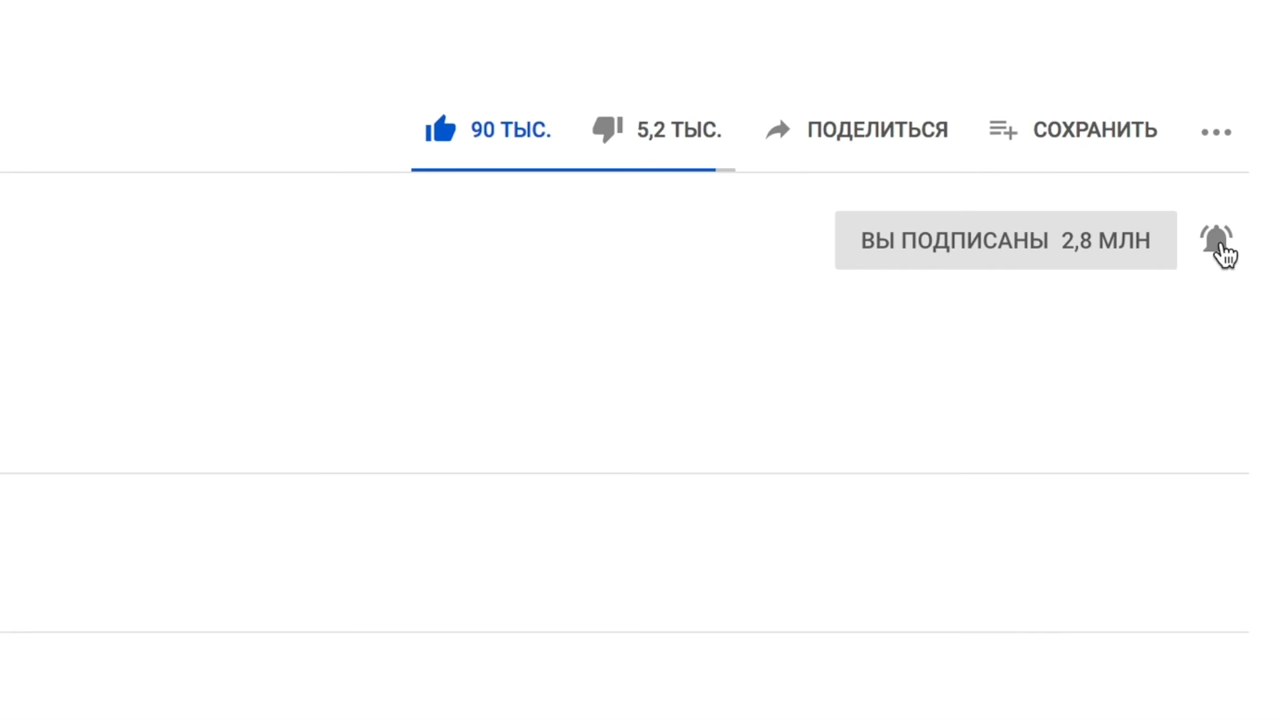 90 ТЫС. 5,2 ТЫС. ПОДЕЛИТЬСЯ СОХРАНИТЬ
ВЫ ПОДПИСАНЫ 2,8 МЛН